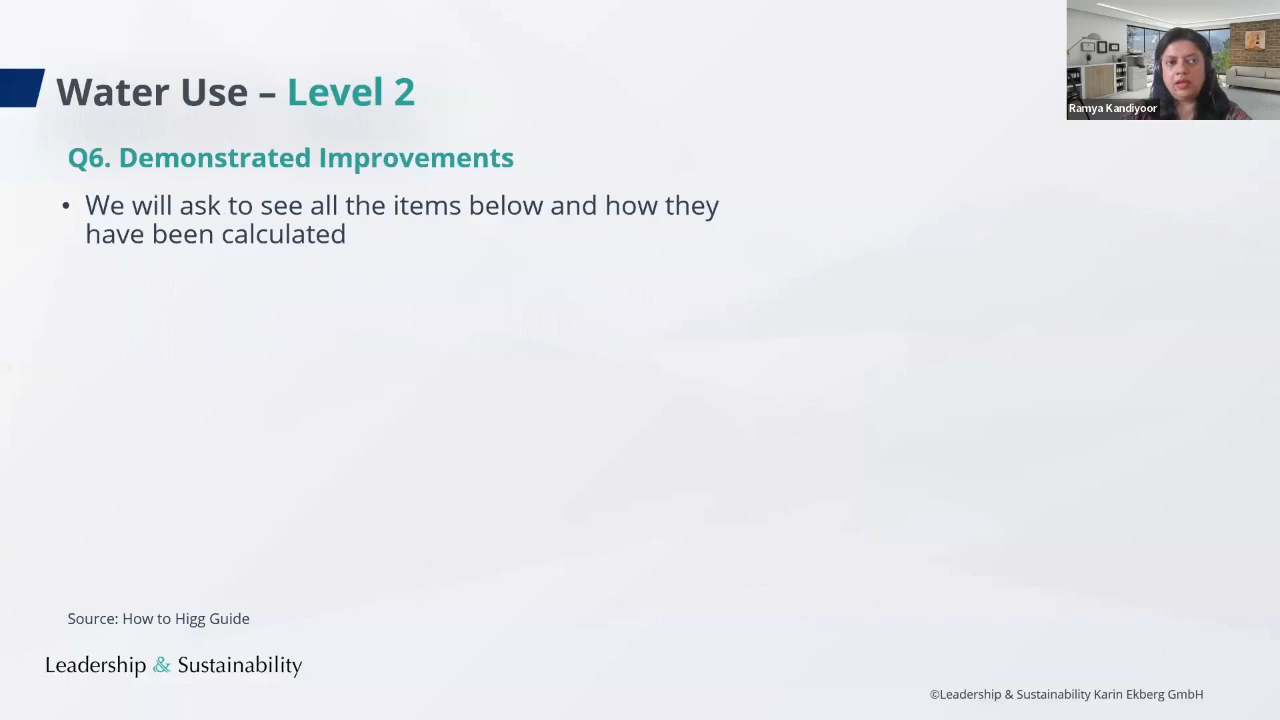 Water Use – Level 2
Ramya Kandiyoor
Q6. Demonstrated Improvements
• We will ask to see all the items below and how they
have been calculated
Source: How to Higg Guide
Leadership & Sustainability
©Leadership & Sustainability Karin Ekberg GmbH